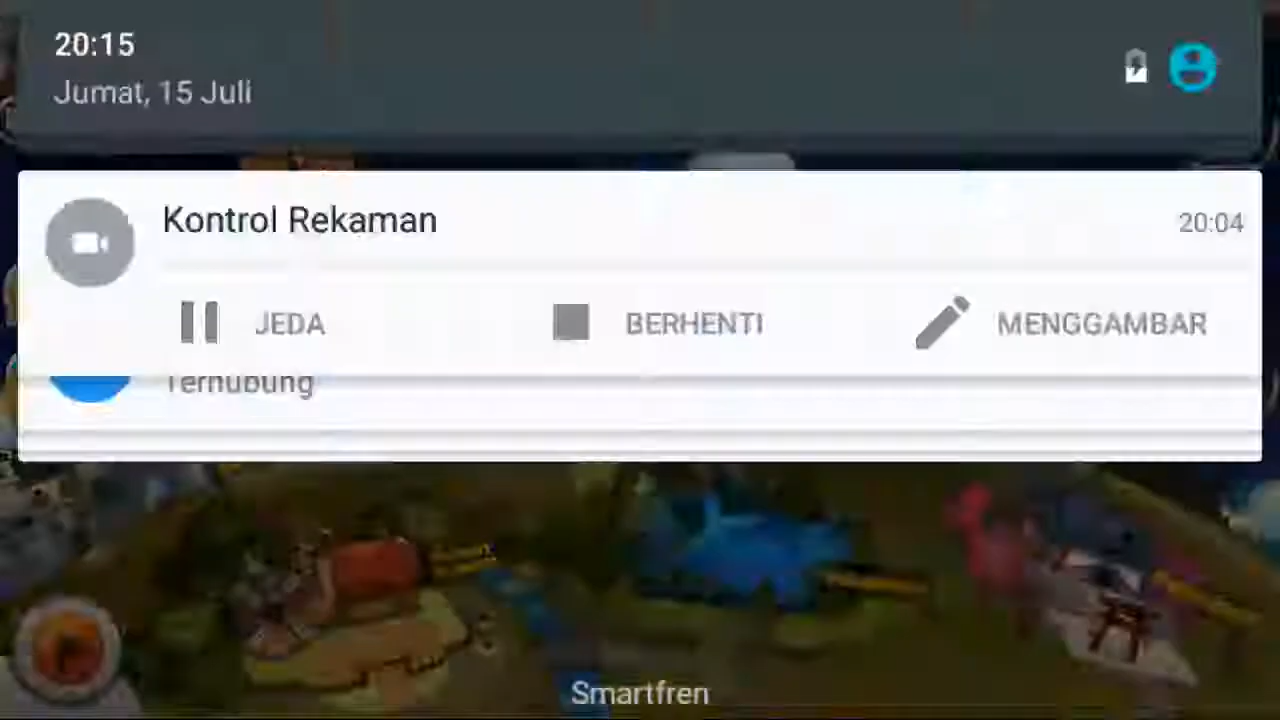 20:15
Jumat, 15 Juli
Kontrol Rekaman
20:04
JEDA
BERHENTI
MENGGAMBAR
Terhubung
Smartfren